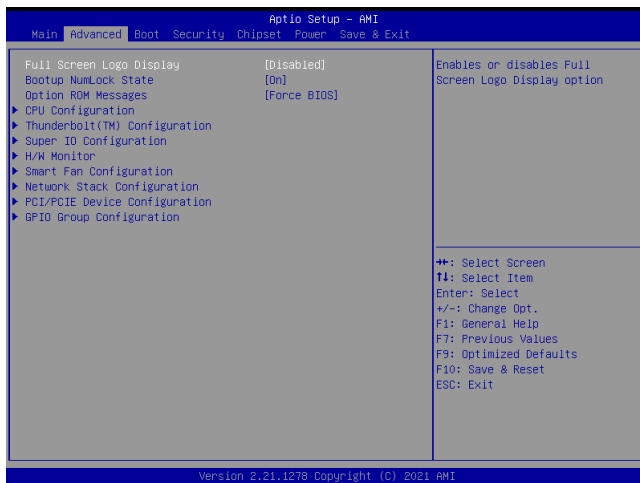 Aptio Setup – AMI
Main Advanced Boot Security Chipset Power Save & Exit
Full Screen Logo Display [Disabled]
Bootup NumLock State [On]
Option ROM Messages [Force BIOS]
CPU Configuration
Thunderbolt(TM) Configuration
Super IO Configuration
H/W Monitor
Smart Fan Configuration
Network Stack Configuration
PCI/PCIE Device Configuration
GPIO Group Configuration
Enables or disables Full
Screen Logo Display option
→←: Select Screen
↑↓: Select Item
Enter: Select
+/-: Change Opt.
F1: General Help
F7: Previous Values
F9: Optimized Defaults
F10: Save & Reset
ESC: Exit
Version 2.21.1278 Copyright (C) 2021 AMI